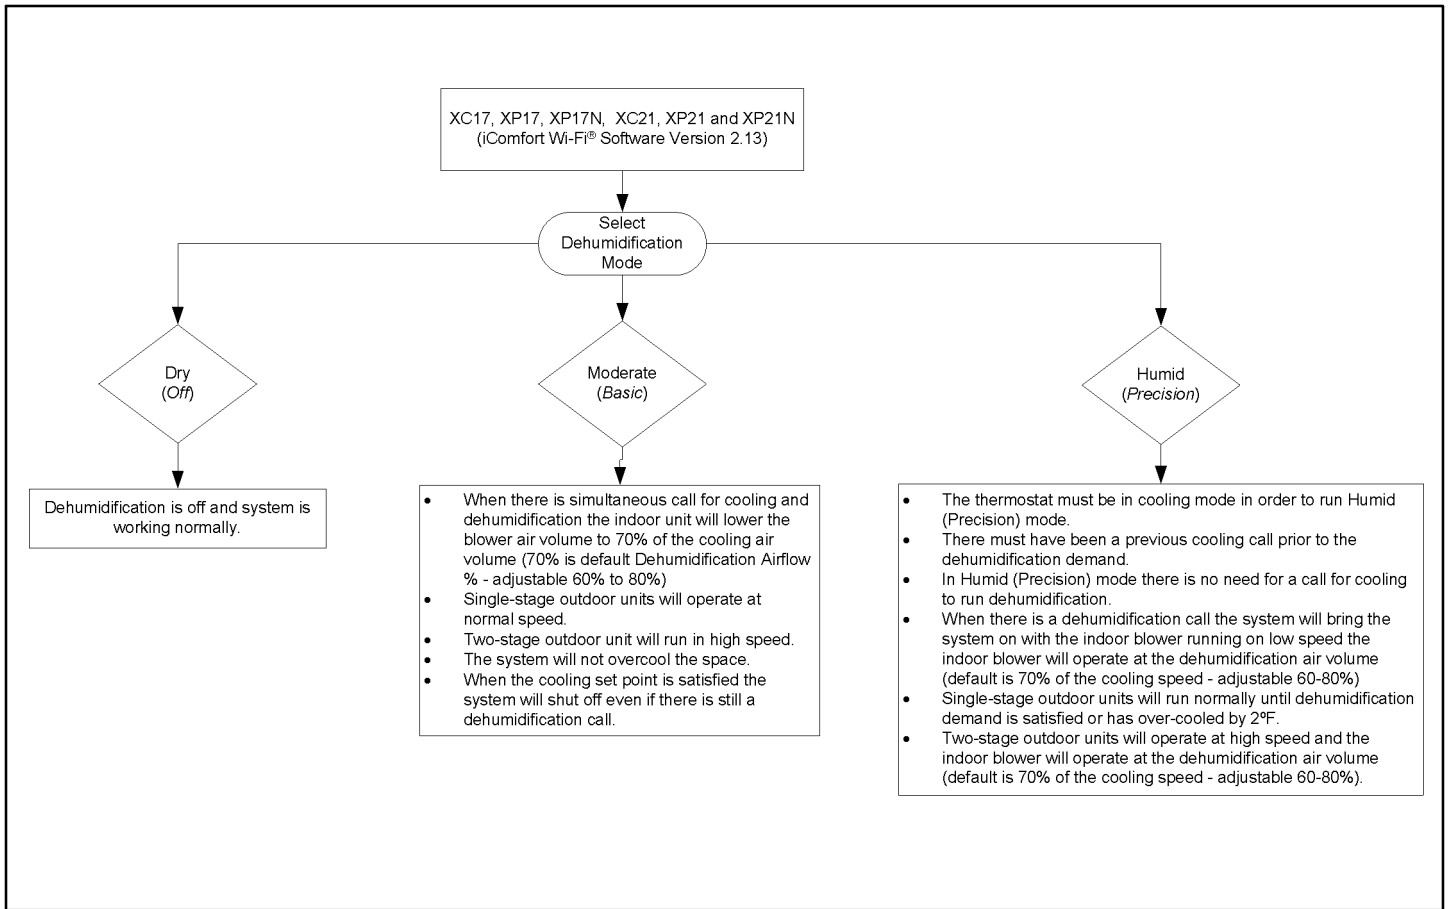 XC17, XP17, XP17N, XC21, XP21 and XP21N
(iComfort Wi-Fi® Software Version 2.13)
Select
Dehumidification
Mode
Dry
(Off)
Moderate
(Basic)
Humid
(Precision)
Dehumidification is off and system is
working normally.
• When there is simultaneous call for cooling and
dehumidification the indoor unit will lower the
blower air volume to 70% of the cooling air
volume (70% is default Dehumidification Airflow
% - adjustable 60% to 80%)
• Single-stage outdoor units will operate at
normal speed.
• Two-stage outdoor unit will run in high speed.
• The system will not overcool the space.
• When the cooling set point is satisfied the
system will shut off even if there is still a
dehumidification call.
• The thermostat must be in cooling mode in order to run Humid
(Precision) mode.
• There must have been a previous cooling call prior to the
dehumidification demand.
• In Humid (Precision) mode there is no need for a call for cooling
to run dehumidification.
• When there is a dehumidification call the system will bring the
system on with the indoor blower running on low speed the
indoor blower will operate at the dehumidification air volume
(default is 70% of the cooling speed - adjustable 60-80%)
• Single-stage outdoor units will run normally until dehumidification
demand is satisfied or has over-cooled by 2ºF.
• Two-stage outdoor units will operate at high speed and the
indoor blower will operate at the dehumidification air volume
(default is 70% of the cooling speed - adjustable 60-80%).